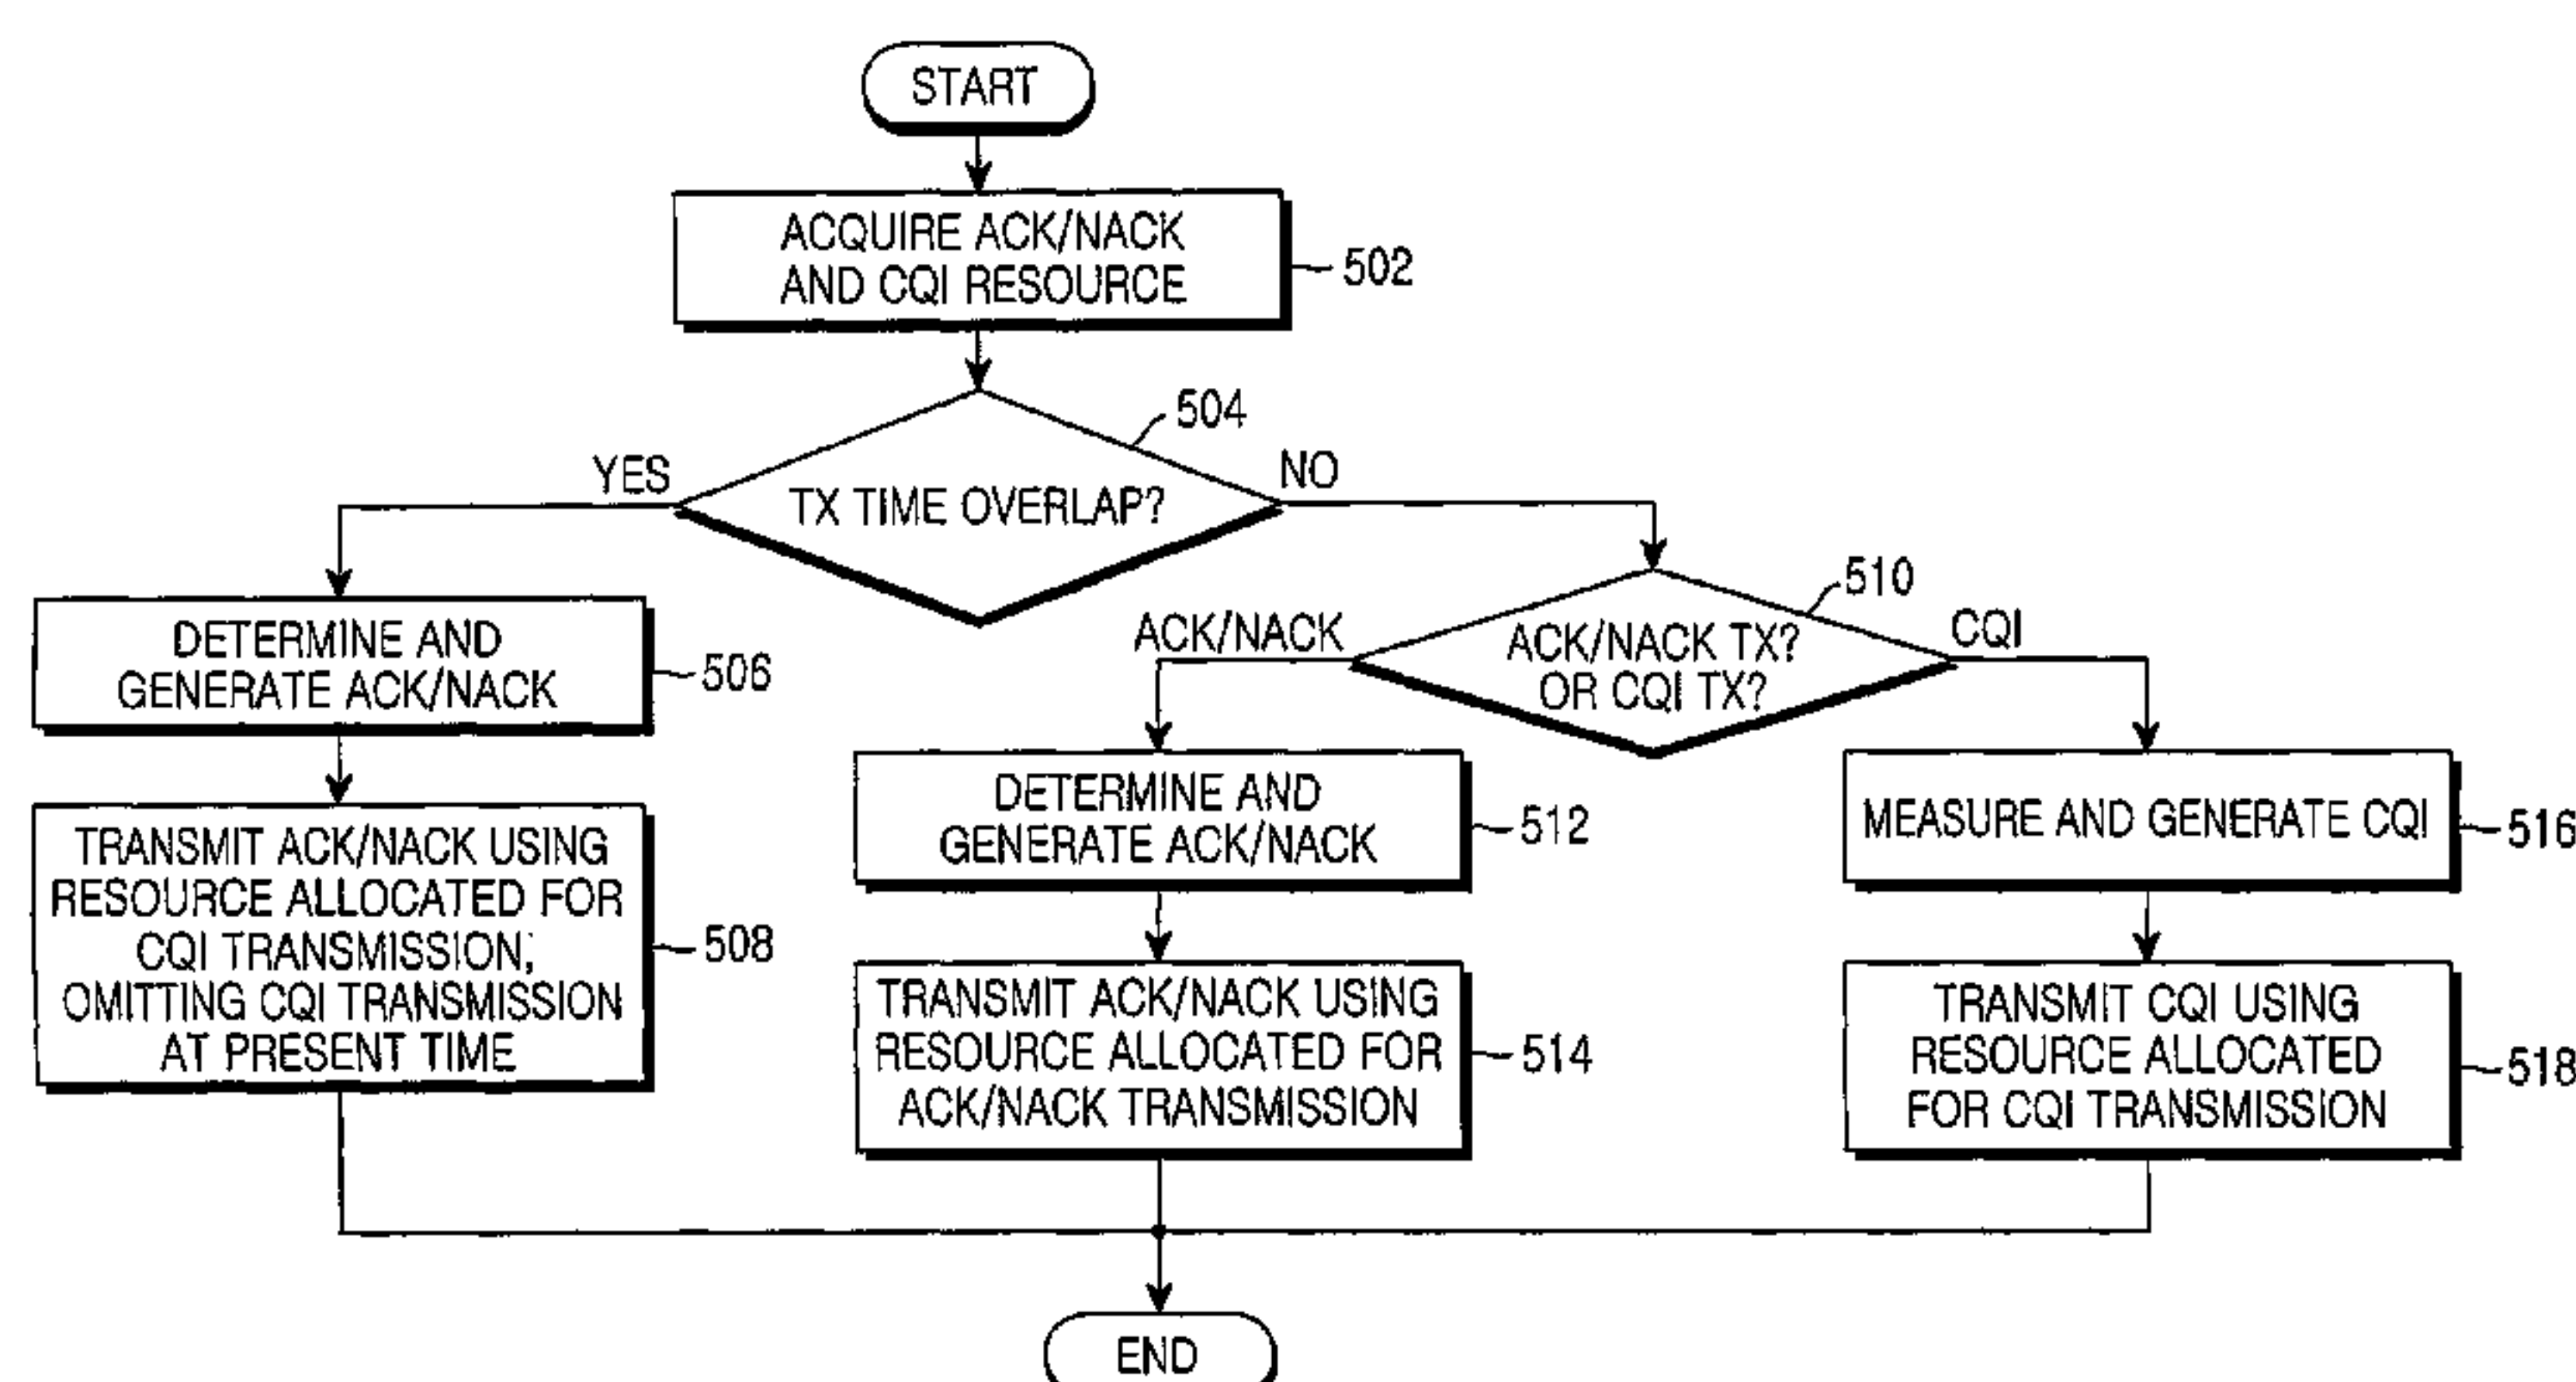 START
ACQUIRE ACK/NACK
AND CQI RESOURCE
502
504
YES
TX TIME OVERLAP?
NO
510
DETERMINE AND
GENERATE ACK/NACK
506
ACK/NACK
ACK/NACK TX?
OR CQI TX?
CQI
TRANSMIT ACK/NACK USING
RESOURCE ALLOCATED FOR
CQI TRANSMISSION,
OMITTING CQI TRANSMISSION
AT PRESENT TIME
508
DETERMINE AND
GENERATE ACK/NACK
512
MEASURE AND GENERATE CQI
516
TRANSMIT ACK/NACK USING
RESOURCE ALLOCATED FOR
ACK/NACK TRANSMISSION
514
TRANSMIT CQI USING
RESOURCE ALLOCATED
FOR CQI TRANSMISSION
518
END